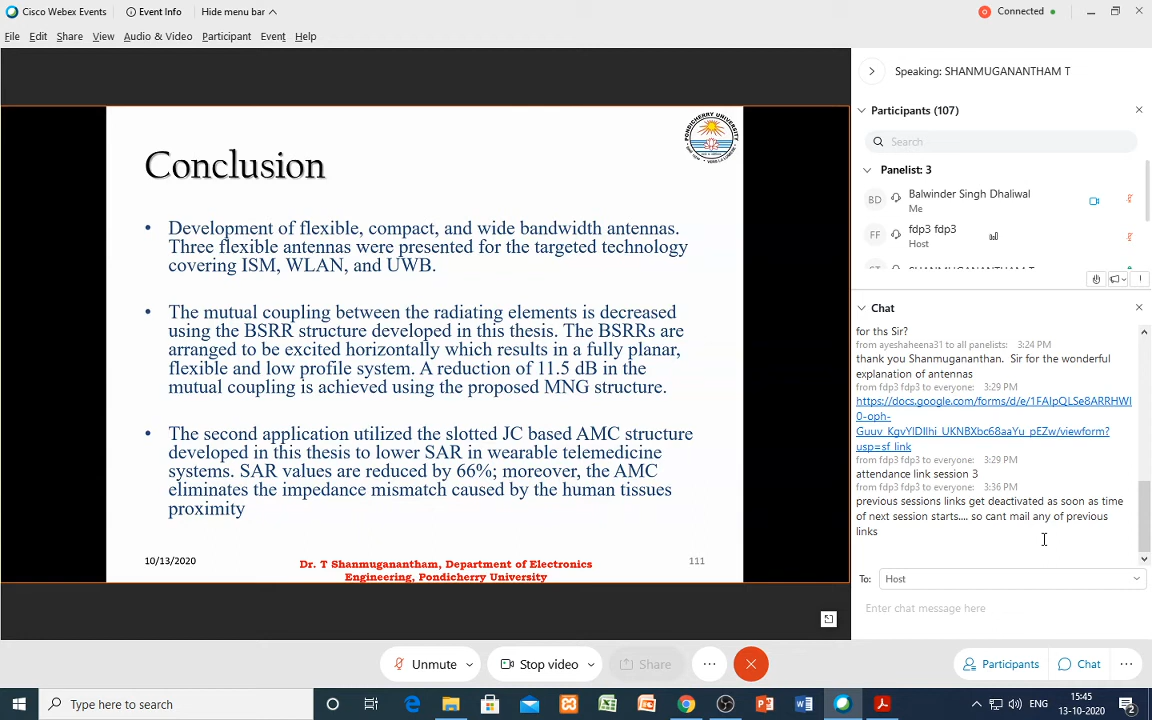 Cisco Webex Events
Event Info
Hide menu bar
Connected
File Edit Share View Audio & Video Participant Event Help
Speaking: SHANMUGANANTHAM T
Participants (107)
Search
Panelist: 3
BD
Balwinder Singh Dhaliwal
Me
FF
fdp3 fdp3
Host
PONDICHERRY UNIVERSITY
Conclusion
• Development of flexible, compact, and wide bandwidth antennas.
Three flexible antennas were presented for the targeted technology
covering ISM, WLAN, and UWB.
• The mutual coupling between the radiating elements is decreased
using the BSRR structure developed in this thesis. The BSRRs are
arranged to be excited horizontally which results in a fully planar,
flexible and low profile system. A reduction of 11.5 dB in the
mutual coupling is achieved using the proposed MNG structure.
• The second application utilized the slotted JC based AMC structure
developed in this thesis to lower SAR in wearable telemedicine
systems. SAR values are reduced by 66%; moreover, the AMC
eliminates the impedance mismatch caused by the human tissues
proximity
10/13/2020
Dr. T Shanmuganantham, Department of Electronics
Engineering, Pondicherry University
111
Chat
for ths Sir?
from ayeshaheena31 to all panelists: 3:24 PM
thank you Shanmugananthan. Sir for the wonderful
explanation of antennas
from fdp3 fdp3 to everyone: 3:29 PM
https://docs.google.com/forms/d/e/1FAIpQLSe8ARRHWI
0-oph-
Guuv_KgvYlDIlhi_UKNBXbc68aaYu_pEZw/viewform?
usp=sf_link
from fdp3 fdp3 to everyone: 3:29 PM
attendance link session 3
from fdp3 fdp3 to everyone: 3:36 PM
previous sessions links get deactivated as soon as time
of next session starts.... so cant mail any of previous
links
To: Host
Enter chat message here
Unmute
Stop video
Share
Participants
Chat
Type here to search
ENG
15:45
13-10-2020
2